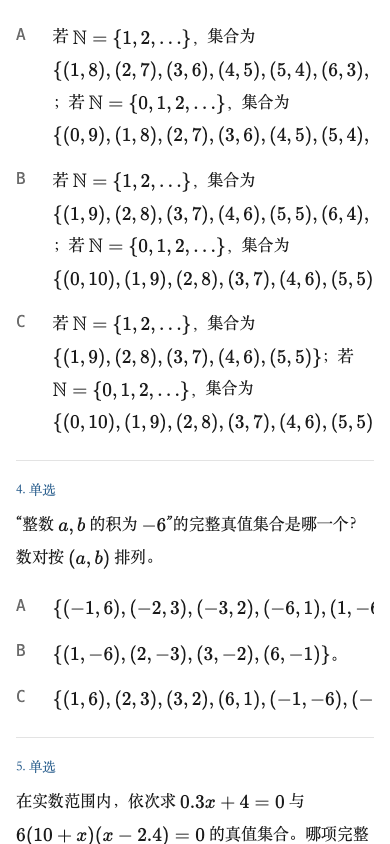 A 若 ℕ = {1, 2, …}, 集合为
{(1, 8), (2, 7), (3, 6), (4, 5), (5, 4), (6, 3),
；若 ℕ = {0, 1, 2, …}, 集合为
{(0, 9), (1, 8), (2, 7), (3, 6), (4, 5), (5, 4),
B 若 ℕ = {1, 2, …}, 集合为
{(1, 9), (2, 8), (3, 7), (4, 6), (5, 5), (6, 4),
；若 ℕ = {0, 1, 2, …}, 集合为
{(0, 10), (1, 9), (2, 8), (3, 7), (4, 6), (5, 5)
C 若 ℕ = {1, 2, …}, 集合为
{(1, 9), (2, 8), (3, 7), (4, 6), (5, 5)}；若
ℕ = {0, 1, 2, …}, 集合为
{(0, 10), (1, 9), (2, 8), (3, 7), (4, 6), (5, 5)
4. 单选
“整数 a, b 的积为 −6”的完整真值集合是哪一个？
数对按 (a, b) 排列。
A {(−1, 6), (−2, 3), (−3, 2), (−6, 1), (1, −6
B {(1, −6), (2, −3), (3, −2), (6, −1)}。
C {(1, 6), (2, 3), (3, 2), (6, 1), (−1, −6), (−
5. 单选
在实数范围内，依次求 0.3x + 4 = 0 与
6(10 + x)(x − 2.4) = 0 的真值集合。哪项完整